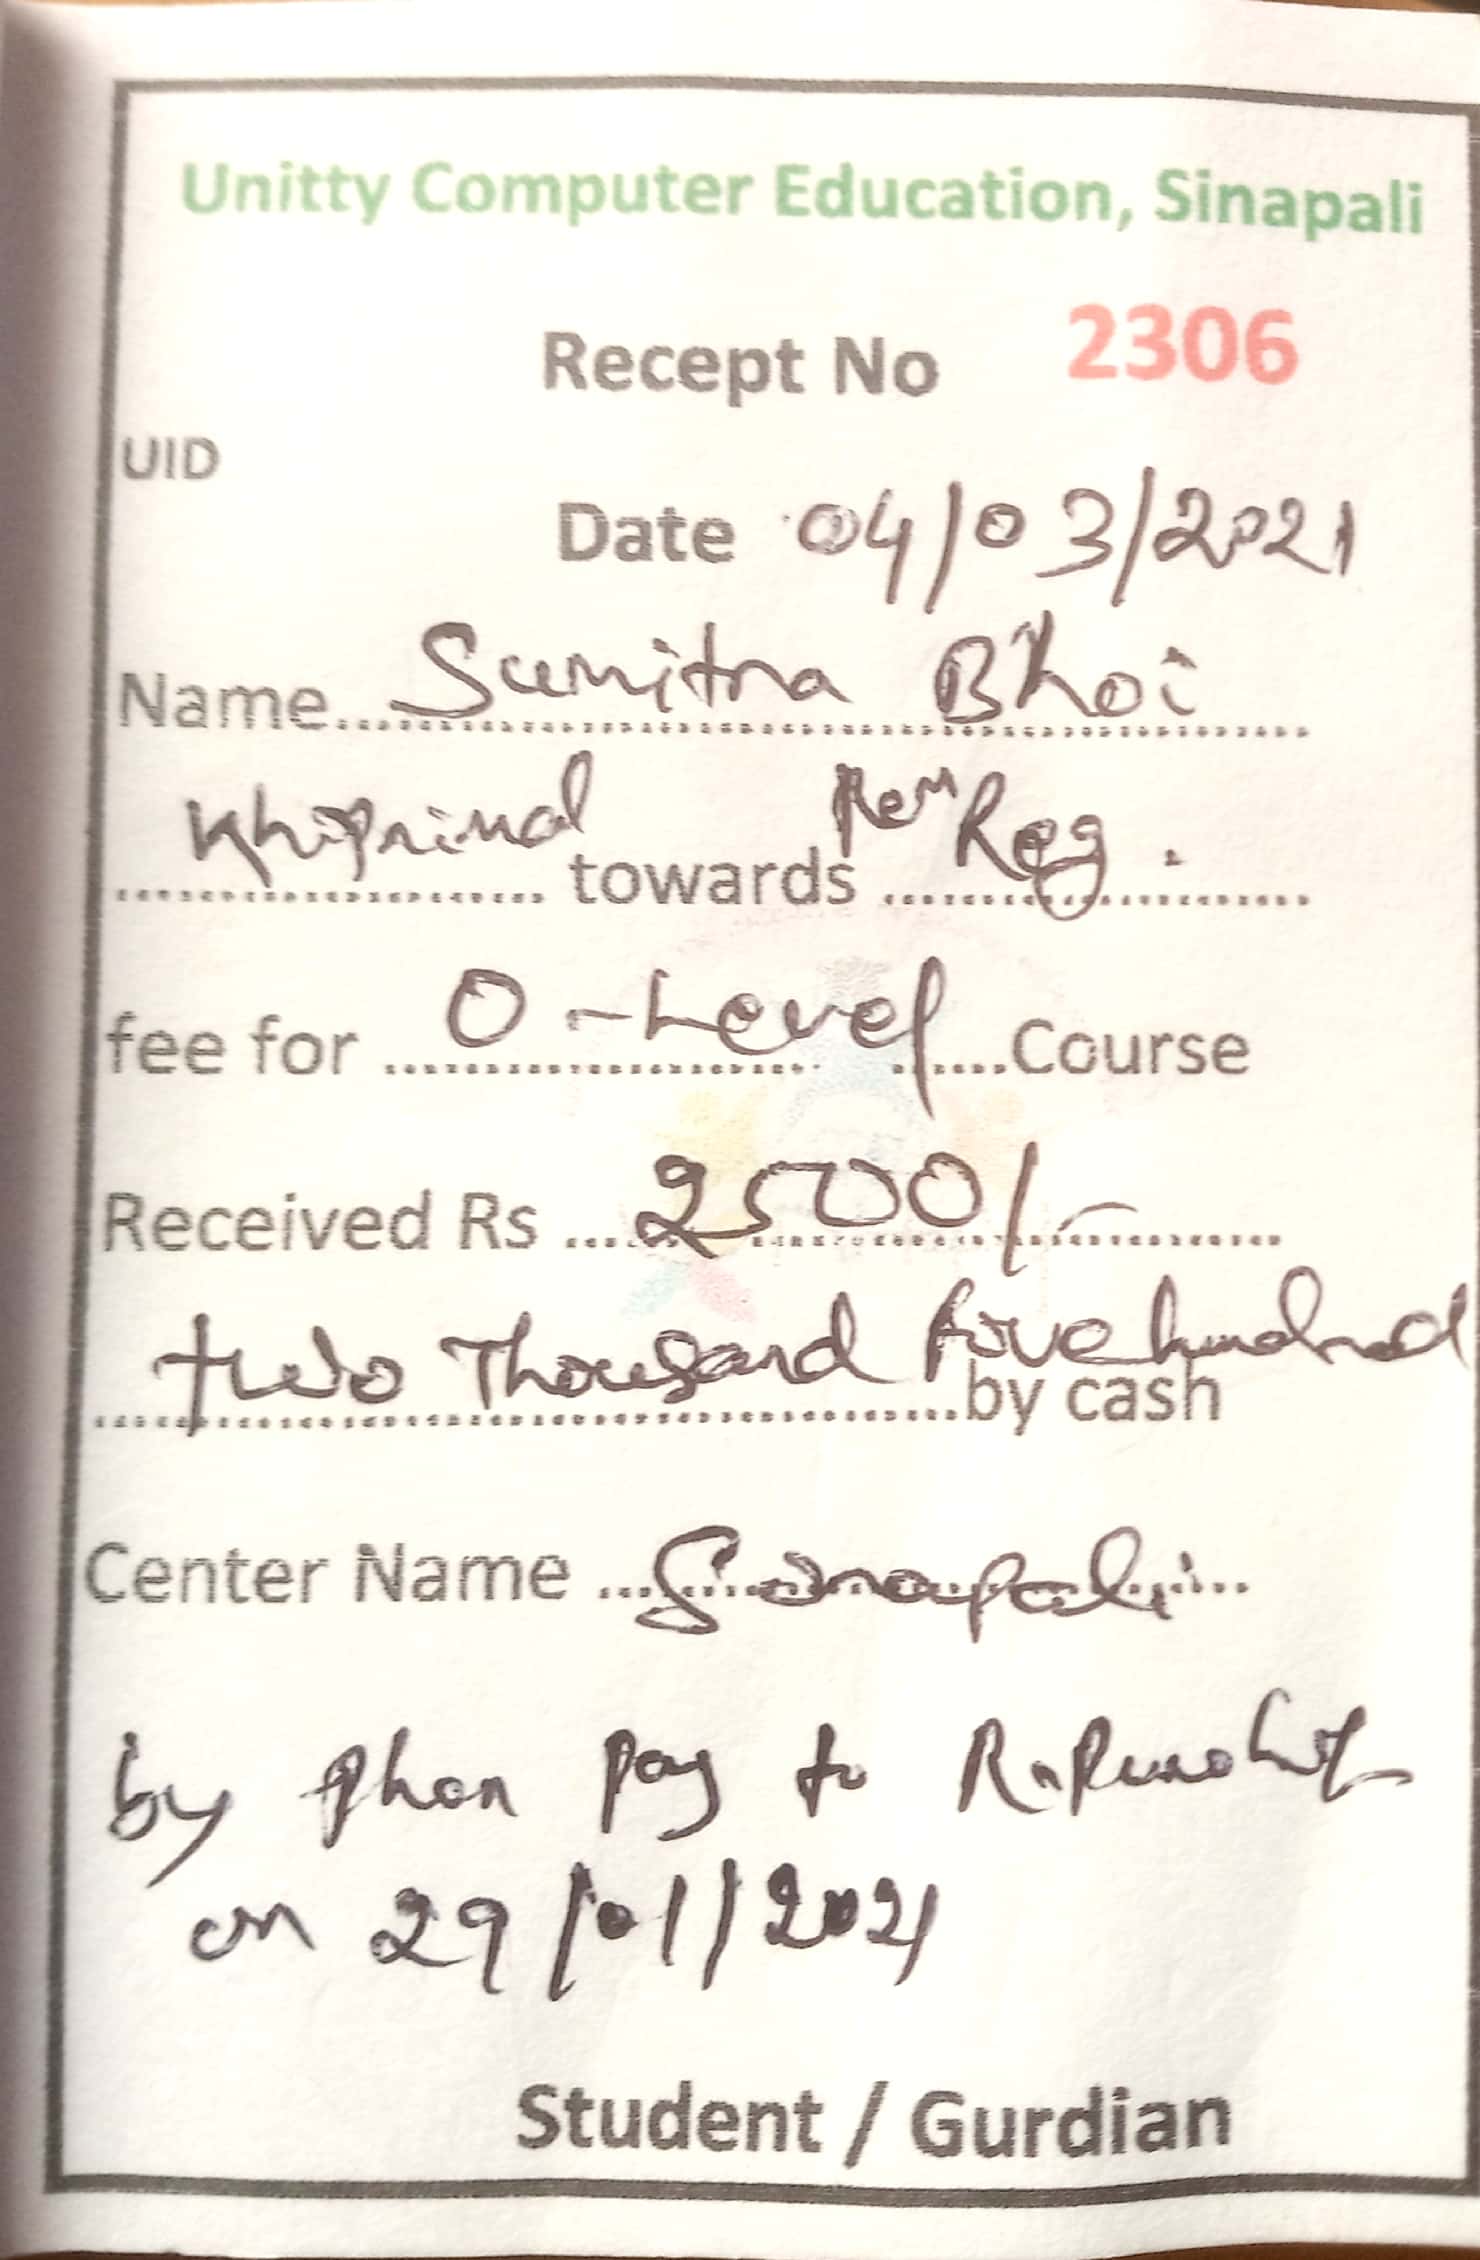 Unitty Computer Education, Sinapali
Recept No 2306
UID
Date 04/03/2021
Name Sumitra Bhoi
towards Reg.
fee for O-Level Course
Received Rs 2500/-
two Thousand five hundred by cash
Center Name Sinapali
by phon pay to
on 29/01/2021
Student / Gurdian